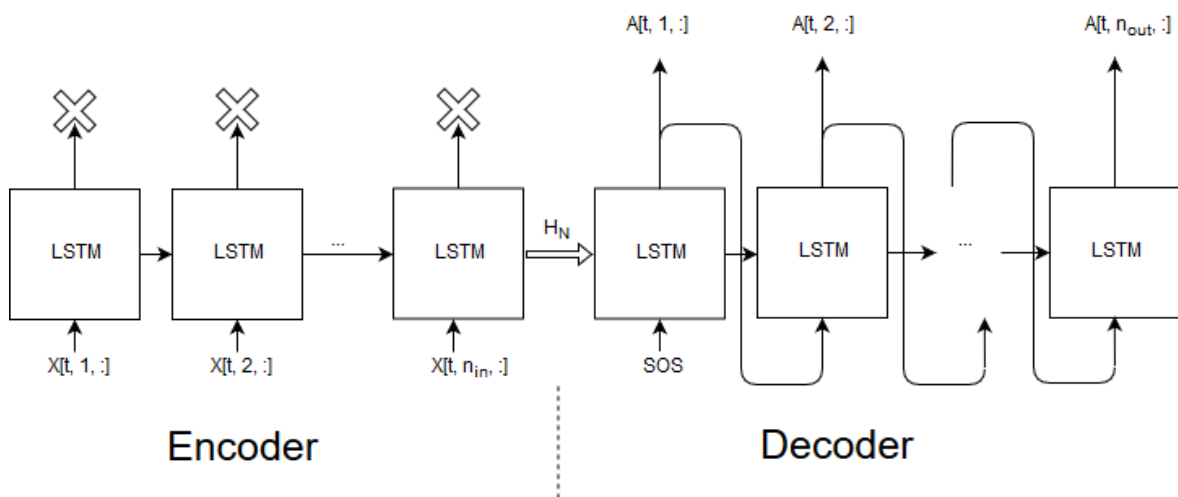 A[t, 1, :] A[t, 2, :] A[t, n_out, :]
LSTM LSTM ... LSTM H_N LSTM LSTM ... LSTM
X[t, 1, :] X[t, 2, :] X[t, n_in, :] SOS
Encoder Decoder